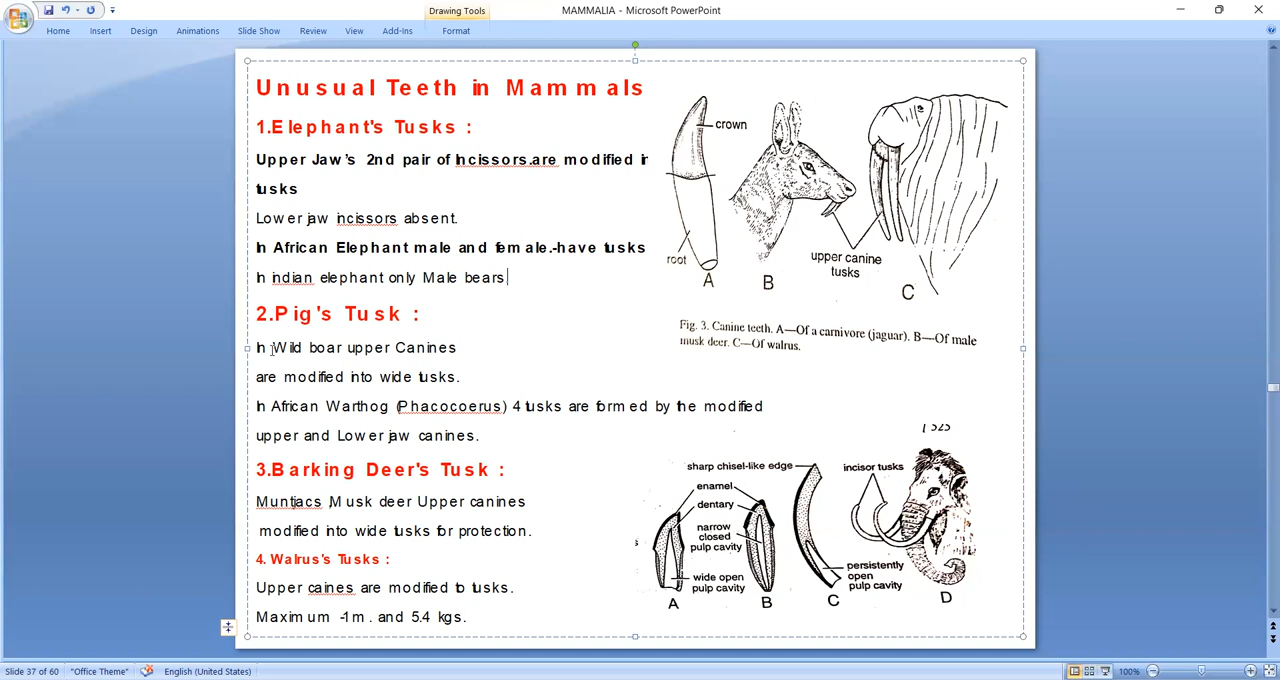 Drawing Tools
MAMMALIA - Microsoft PowerPoint
Home Insert Design Animations Slide Show Review View Add-Ins Format
Unusual Teeth in Mammals
1.Elephant's Tusks :
Upper Jaw's 2nd pair of Incissors.are modified in
tusks
Lower jaw incissors absent.
In African Elephant male and female.-have tusks
In indian elephant only Male bears
2.Pig's Tusk :
In Wild boar upper Canines
are modified into wide tusks.
In African Warthog (Phacocoerus) 4 tusks are formed by the modified
upper and Lower jaw canines.
3.Barking Deer's Tusk :
Muntjacs ,Musk deer Upper canines
modified into wide tusks for protection.
4. Walrus's Tusks :
Upper caines are modified to tusks.
Maximum -1m. and 5.4 kgs.
crown
root
upper canine
tusks
A
B
C
Fig. 3. Canine teeth. A—Of a carnivore (jaguar). B—Of male
musk deer. C—Of walrus.
525
sharp chisel-like edge
incisor tusks
enamel
dentary
narrow
closed
pulp cavity
wide open
pulp cavity
persistently
open
pulp cavity
A
B
C
D
Slide 37 of 60
"Office Theme"
English (United States)
100%